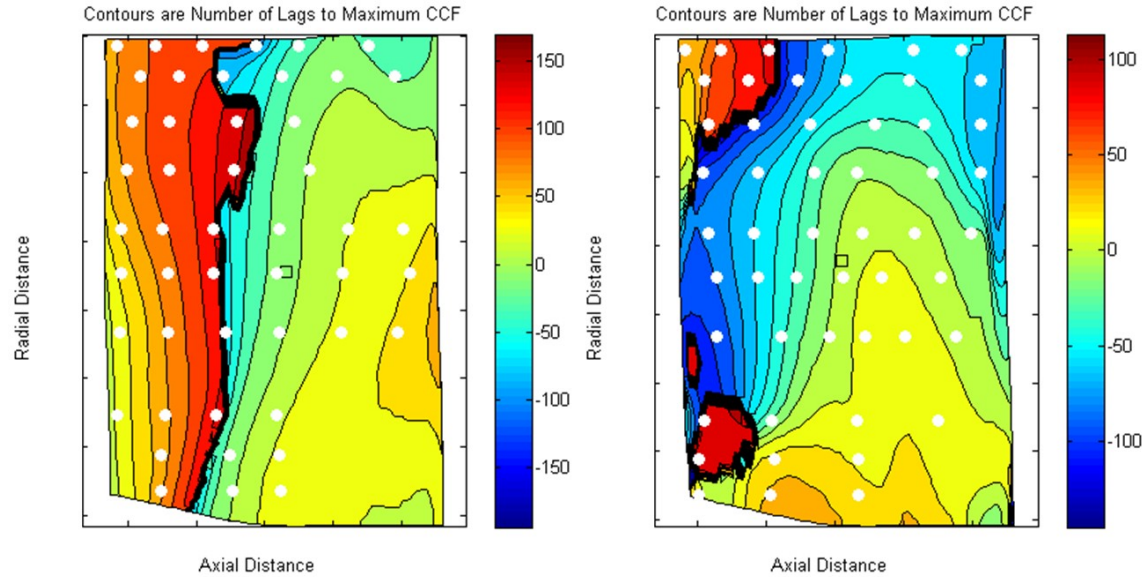 Contours are Number of Lags to Maximum CCF
Radial Distance
Axial Distance
150
100
50
0
-50
-100
-150
Contours are Number of Lags to Maximum CCF
Radial Distance
Axial Distance
100
50
0
-50
-100